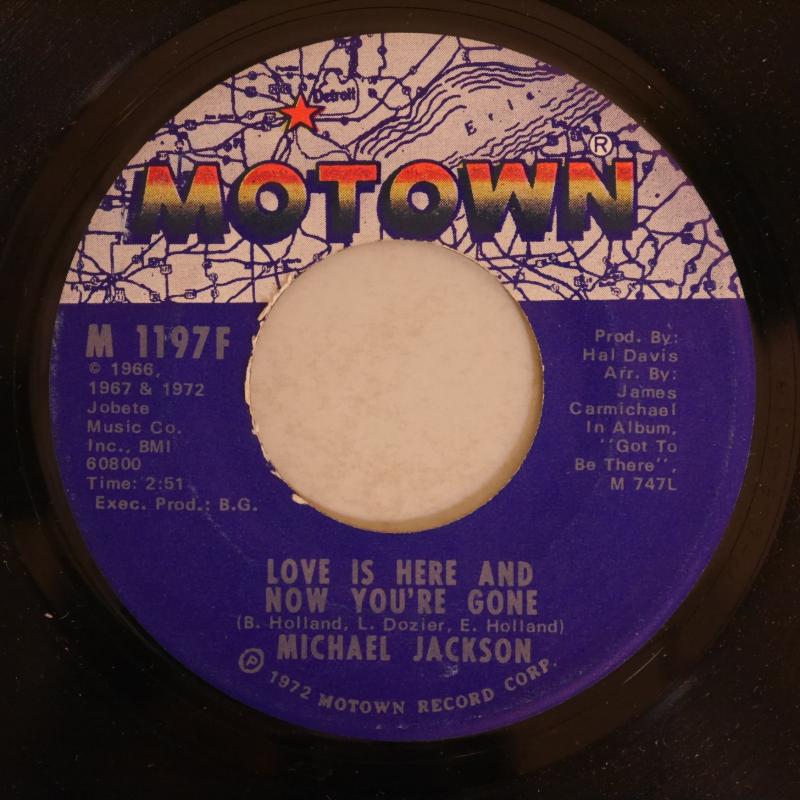 Detroit
Erie
MOTOWN®
M 1197F
© 1966,
1967 & 1972
Jobete
Music Co.
Inc., BMI
60800
Time: 2:51
Exec. Prod.: B.G.
Prod. By:
Hal Davis
Arr. By:
James
Carmichael
In Album,
"Got To
Be There",
M 747L
LOVE IS HERE AND
NOW YOU'RE GONE
(B. Holland, L. Dozier, E. Holland)
MICHAEL JACKSON
℗ 1972 MOTOWN RECORD CORP.